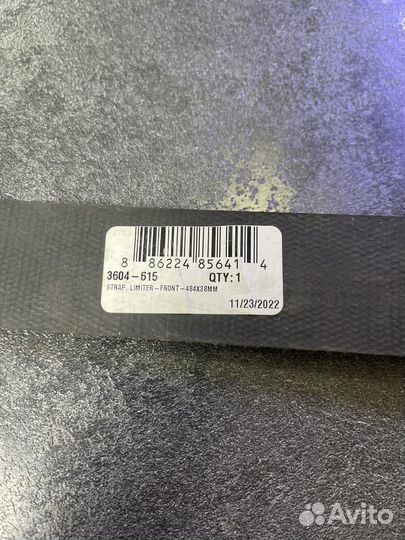 8 86224 85641 4
3604-615 QTY:1
STRAP, LIMITER-FRONT-484X38MM
11/23/2022
Avito